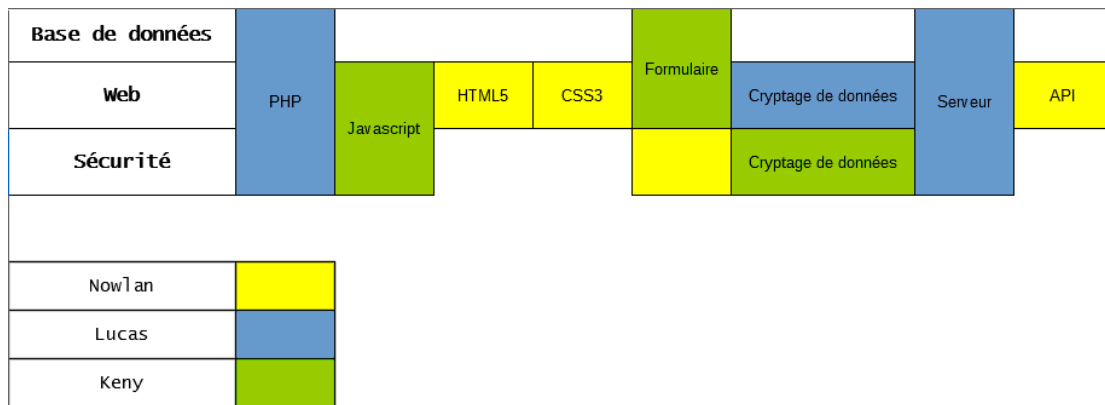 Base de données
Formulaire
Web
PHP
HTML5
CSS3
Cryptage de données
Serveur
API
Javascript
Sécurité
Cryptage de données
Nowlan
Lucas
Keny